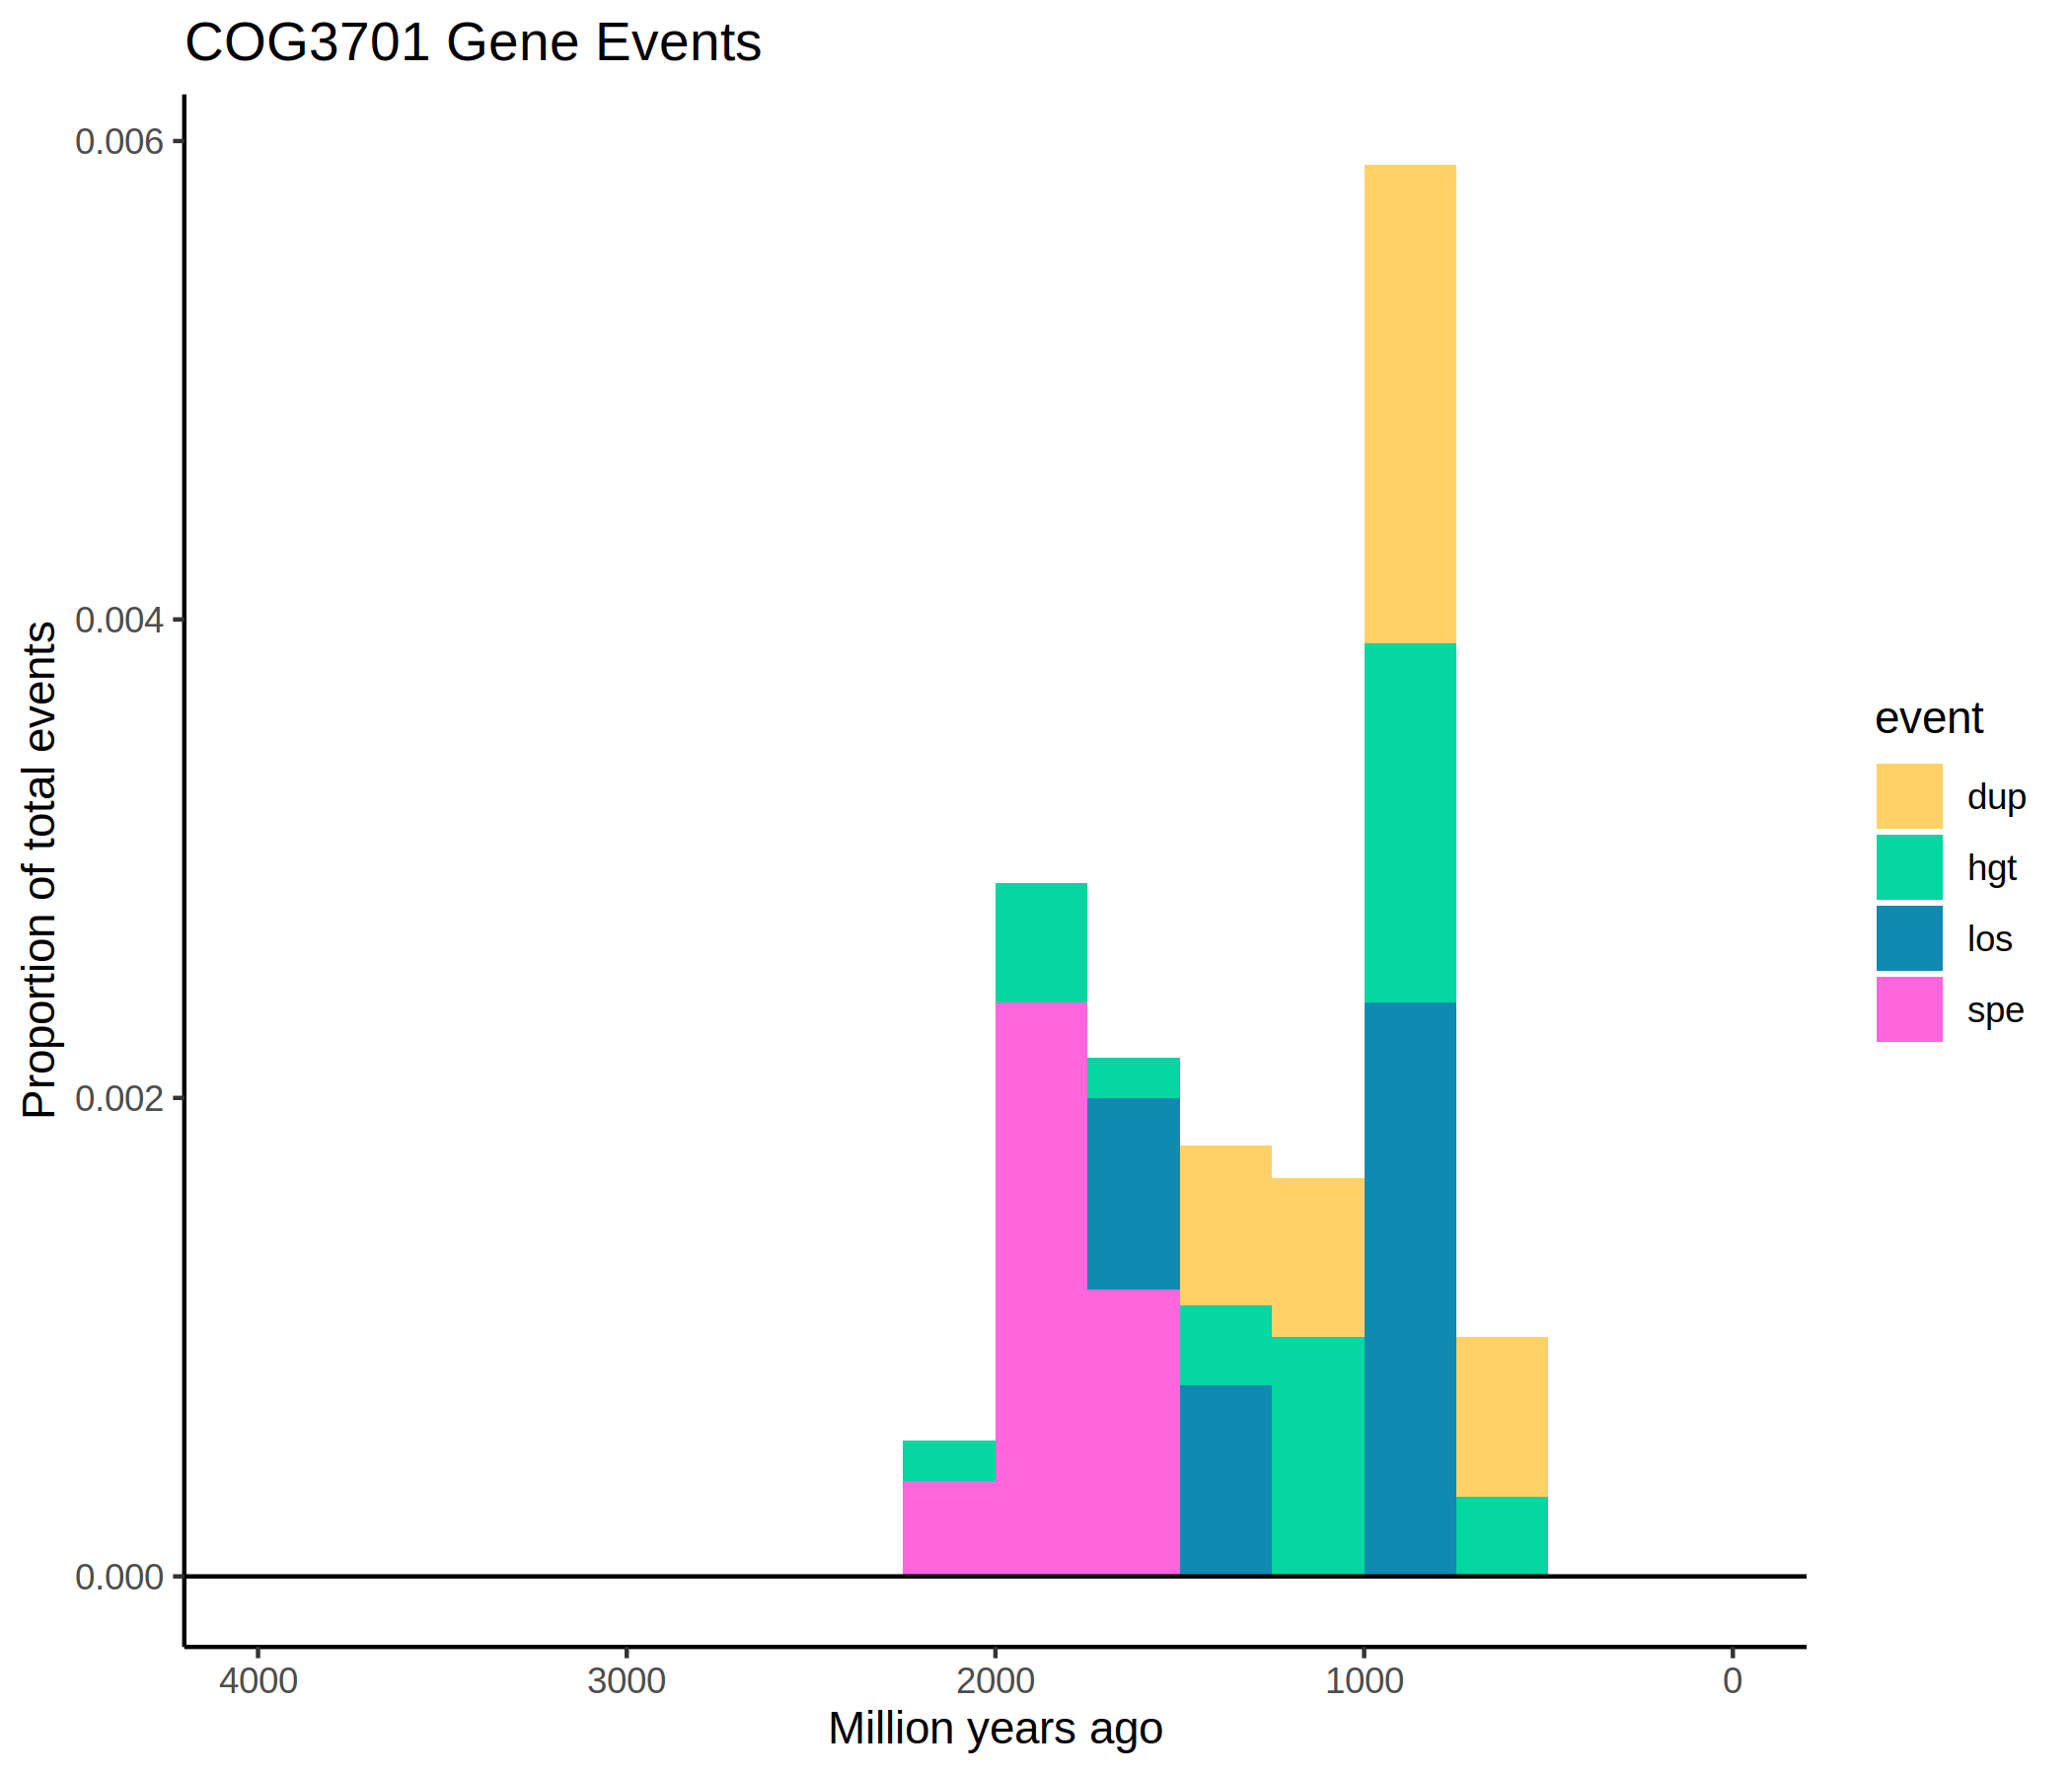 COG3701 Gene Events
0.006
0.004
0.002
0.000
Proportion of total events
4000 3000 2000 1000 0
Million years ago
event
dup
hgt
los
spe